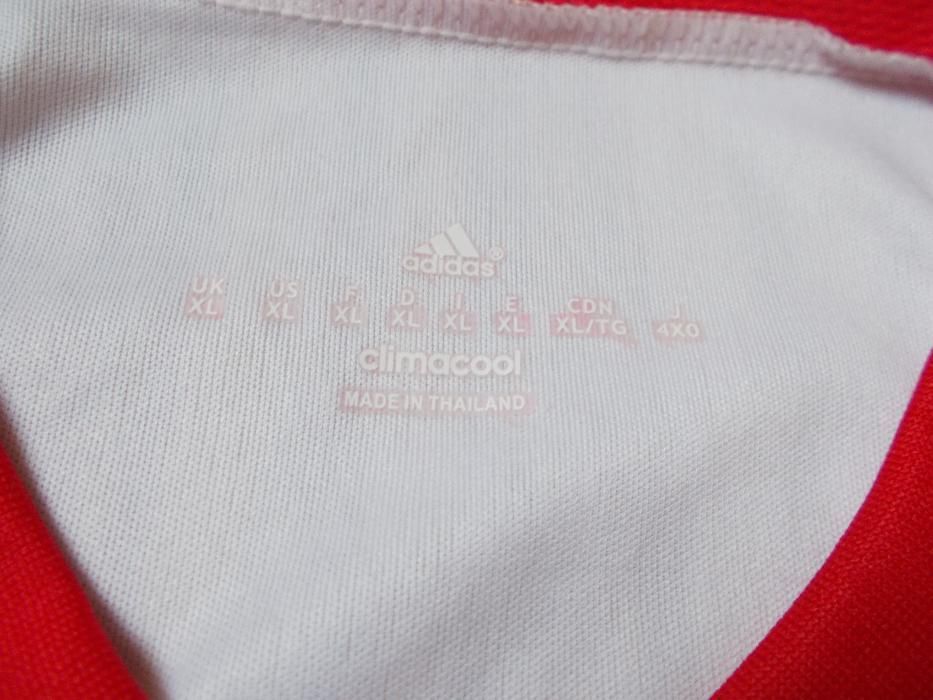 adidas®
UK US F D I E CDN J
XL XL XL XL XL XL XL/TG 4XO
climacool
MADE IN THAILAND